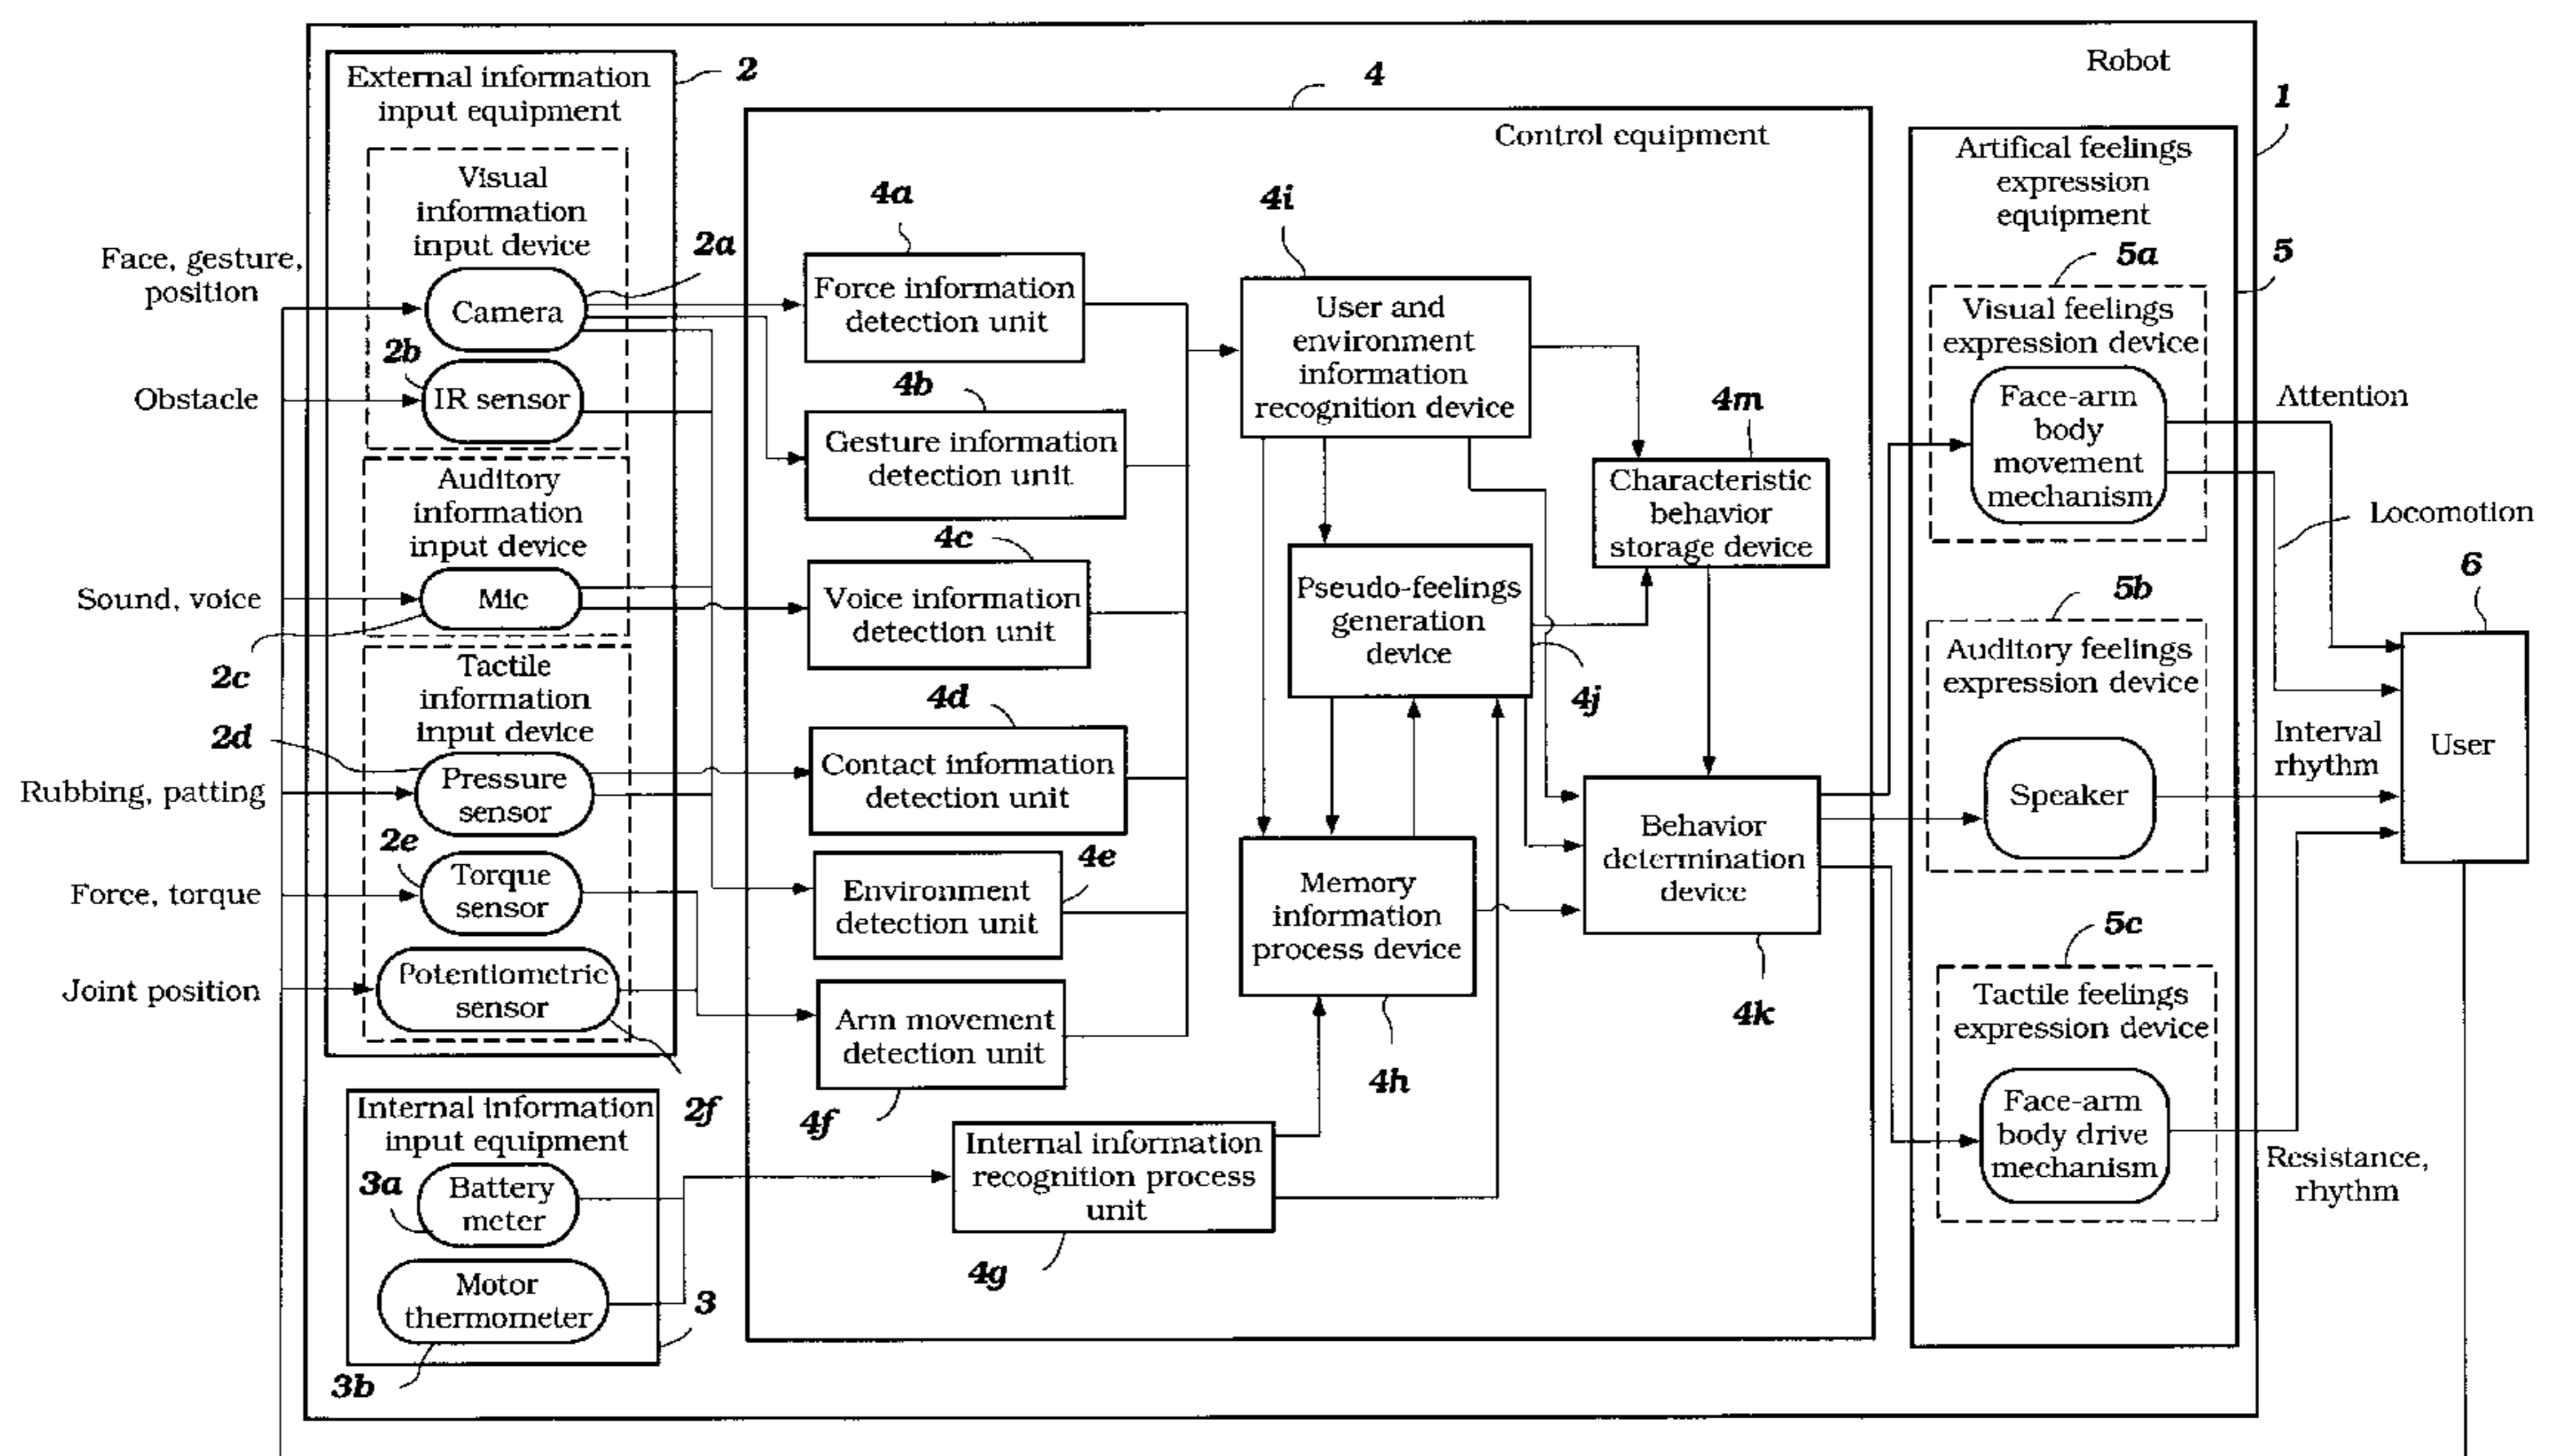 Robot
1
External information
input equipment
2
Visual
information
input device
2a
Camera
2b
IR sensor
Auditory
information
input device
Mic
2c
Tactile
information
input device
2d
Pressure
sensor
2e
Torque
sensor
Potentiometric
sensor
2f
Face, gesture,
position
Obstacle
Sound, voice
Rubbing, patting
Force, torque
Joint position
Internal information
input equipment
3a
Battery
meter
Motor
thermometer
3
3b
4
Control equipment
4a
Force information
detection unit
4b
Gesture information
detection unit
4c
Voice information
detection unit
4d
Contact information
detection unit
4e
Environment
detection unit
Arm movement
detection unit
4f
Internal information
recognition process
unit
4g
4i
User and
environment
information
recognition device
4m
Characteristic
behavior
storage device
Pseudo-feelings
generation
device
4j
Memory
information
process device
4h
Behavior
determination
device
4k
Artifical feelings
expression
equipment
5
5a
Visual feelings
expression device
Face-arm
body
movement
mechanism
5b
Auditory feelings
expression device
Speaker
5c
Tactile feelings
expression device
Face-arm
body drive
mechanism
Attention
Locomotion
Interval
rhythm
Resistance,
rhythm
6
User